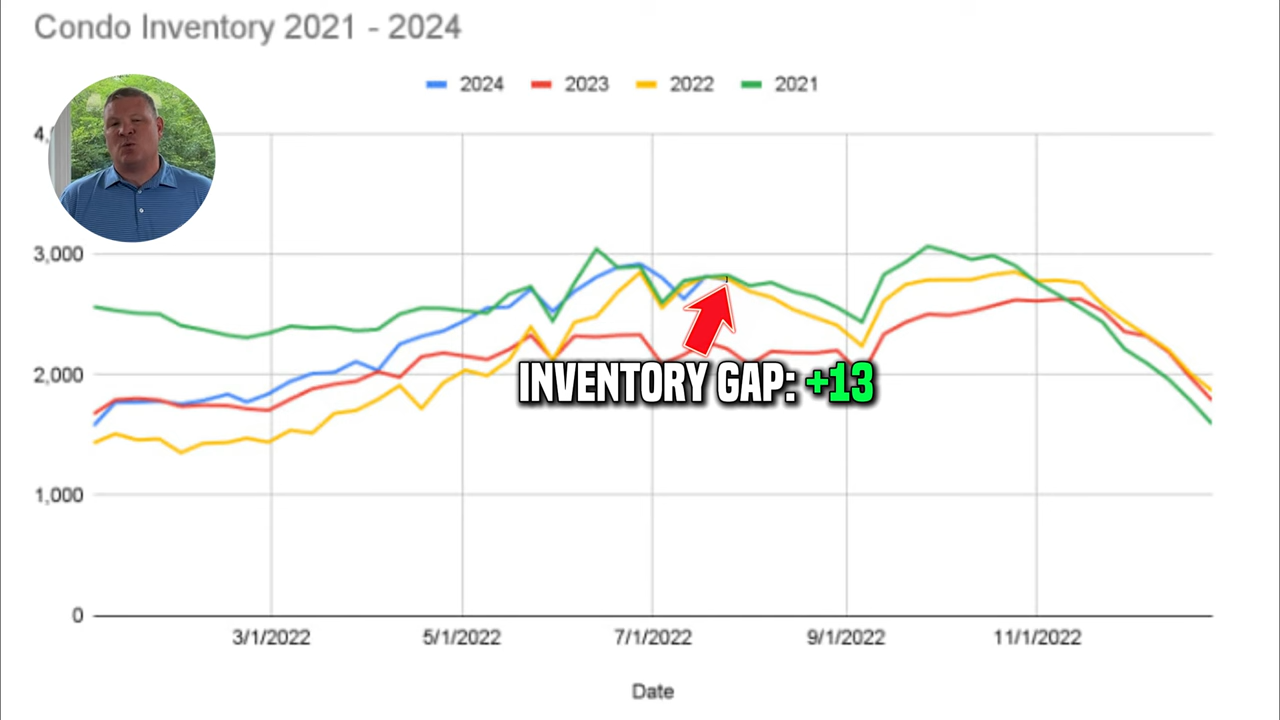 Condo Inventory 2021 - 2024
2024 2023 2022 2021
3,000
2,000
1,000
0
INVENTORY GAP: +13
3/1/2022 5/1/2022 7/1/2022 9/1/2022 11/1/2022
Date